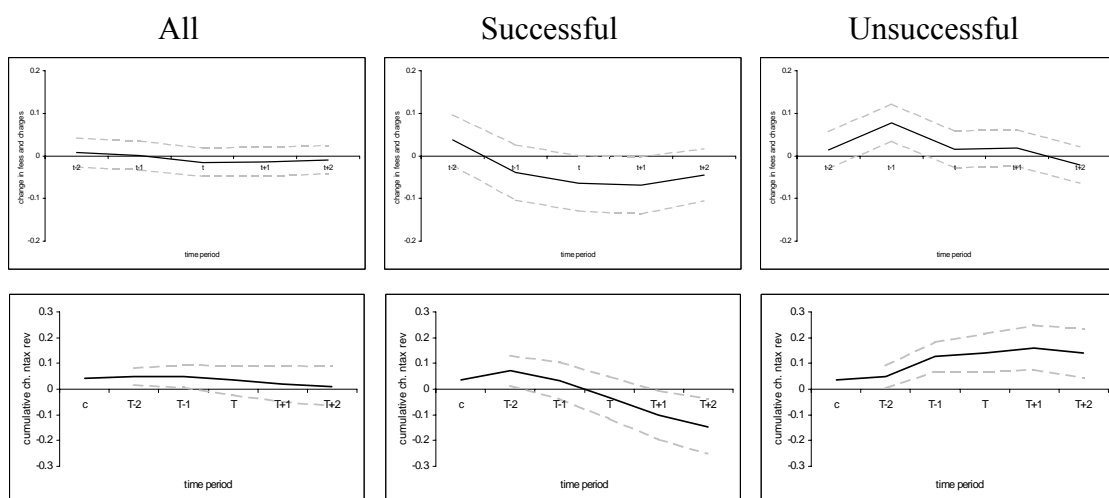 All Successful Unsuccessful
change in fees and charges
0.2
0.1
0
-0.1
-0.2
t-2 t-1 t t+1 t+2
time period
change in fees and charges
0.2
0.1
0
-0.1
-0.2
t-2 t-1 t t+1 t+2
time period
change in fees and charges
0.2
0.1
0
-0.1
-0.2
t-2 t-1 t t+1 t+2
time period
cumulative ch. ntax rev
0.3
0.2
0.1
0
-0.1
-0.2
-0.3
c T-2 T-1 T T+1 T+2
time period
cumulative ch. ntax rev
0.3
0.2
0.1
0
-0.1
-0.2
-0.3
c T-2 T-1 T T+1 T+2
time period
cumulative ch. ntax rev
0.3
0.2
0.1
0
-0.1
-0.2
-0.3
c T-2 T-1 T T+1 T+2
time period